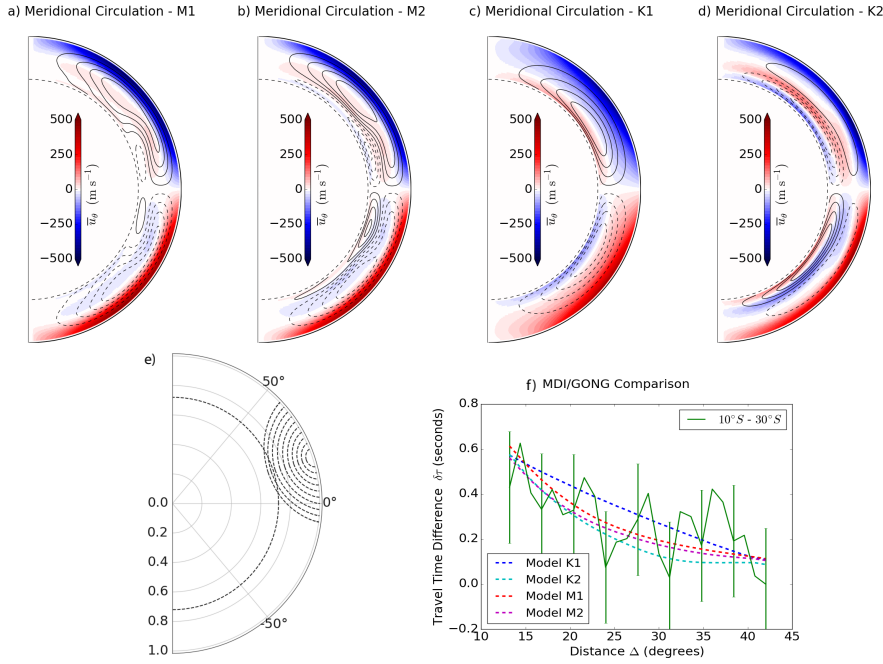 a) Meridional Circulation - M1
b) Meridional Circulation - M2
c) Meridional Circulation - K1
d) Meridional Circulation - K2
500
250
0
−250
−500
u̅θ (m s⁻¹)
500
250
0
−250
−500
u̅θ (m s⁻¹)
500
250
0
−250
−500
u̅θ (m s⁻¹)
500
250
0
−250
−500
u̅θ (m s⁻¹)
e)
50°
0°
-50°
0.0
0.2
0.4
0.6
0.8
1.0
f) MDI/GONG Comparison
Travel Time Difference δτ (seconds)
0.8
0.6
0.4
0.2
0.0
−0.2
10°S - 30°S
Model K1
Model K2
Model M1
Model M2
10 15 20 25 30 35 40 45
Distance Δ (degrees)